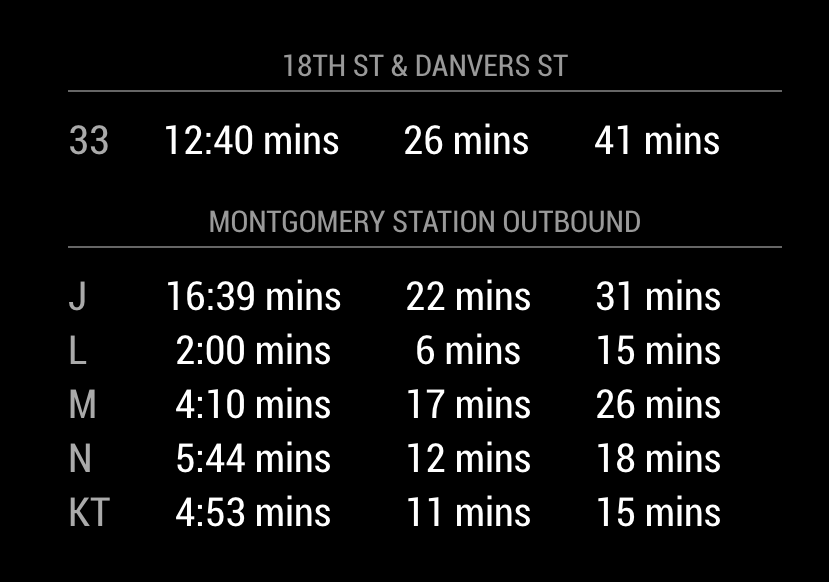 18TH ST & DANVERS ST
33 12:40 mins 26 mins 41 mins
MONTGOMERY STATION OUTBOUND
J 16:39 mins 22 mins 31 mins
L 2:00 mins 6 mins 15 mins
M 4:10 mins 17 mins 26 mins
N 5:44 mins 12 mins 18 mins
KT 4:53 mins 11 mins 15 mins